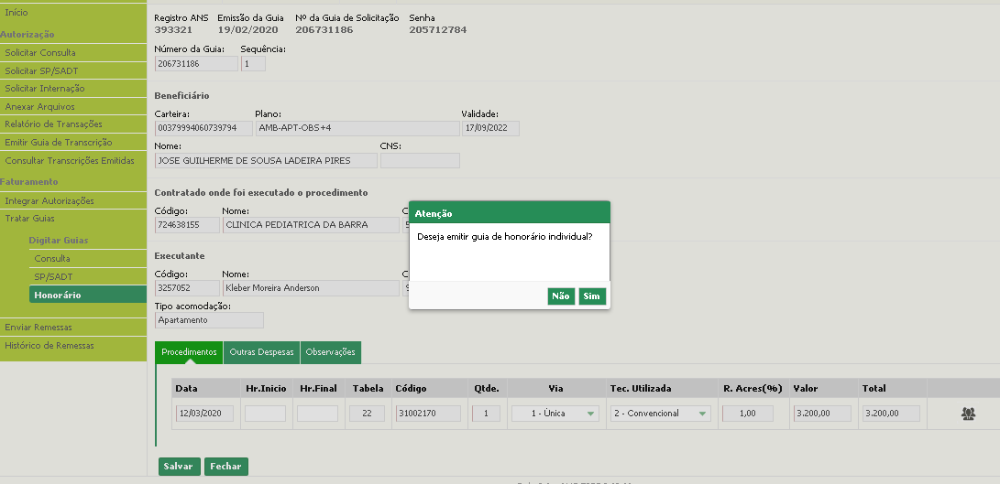 Início
Autorização
Solicitar Consulta
Solicitar SP/SADT
Solicitar Internação
Anexar Arquivos
Relatório de Transações
Emitir Guia de Transcrição
Consultar Transcrições Emitidas
Faturamento
Integrar Autorizações
Tratar Guias
Digitar Guias
Consulta
SP/SADT
Honorário
Enviar Remessas
Histórico de Remessas
Registro ANS Emissão da Guia Nº da Guia de Solicitação Senha
393321 19/02/2020 206731186 205712784
Número da Guia: Sequência:
206731186 1
Beneficiário
Carteira: Plano: Validade:
00379994060739794 AMB-APT-OBS+4 17/09/2022
Nome: CNS:
JOSE GUILHERME DE SOUSA LADEIRA PIRES
Contratado onde foi executado o procedimento
Código: Nome:
724638155 CLINICA PEDIATRICA DA BARRA
Executante
Código: Nome:
3257052 Kleber Moreira Anderson
Tipo acomodação:
Apartamento
Atenção
Deseja emitir guia de honorário individual?
Não Sim
Procedimentos Outras Despesas Observações
Data Hr.Inicio Hr.Final Tabela Código Qtde. Via Tec. Utilizada R. Acres(%) Valor Total
12/03/2020 22 31002170 1 1 - Única 2 - Convencional 1,00 3.200,00 3.200,00
Salvar Fechar